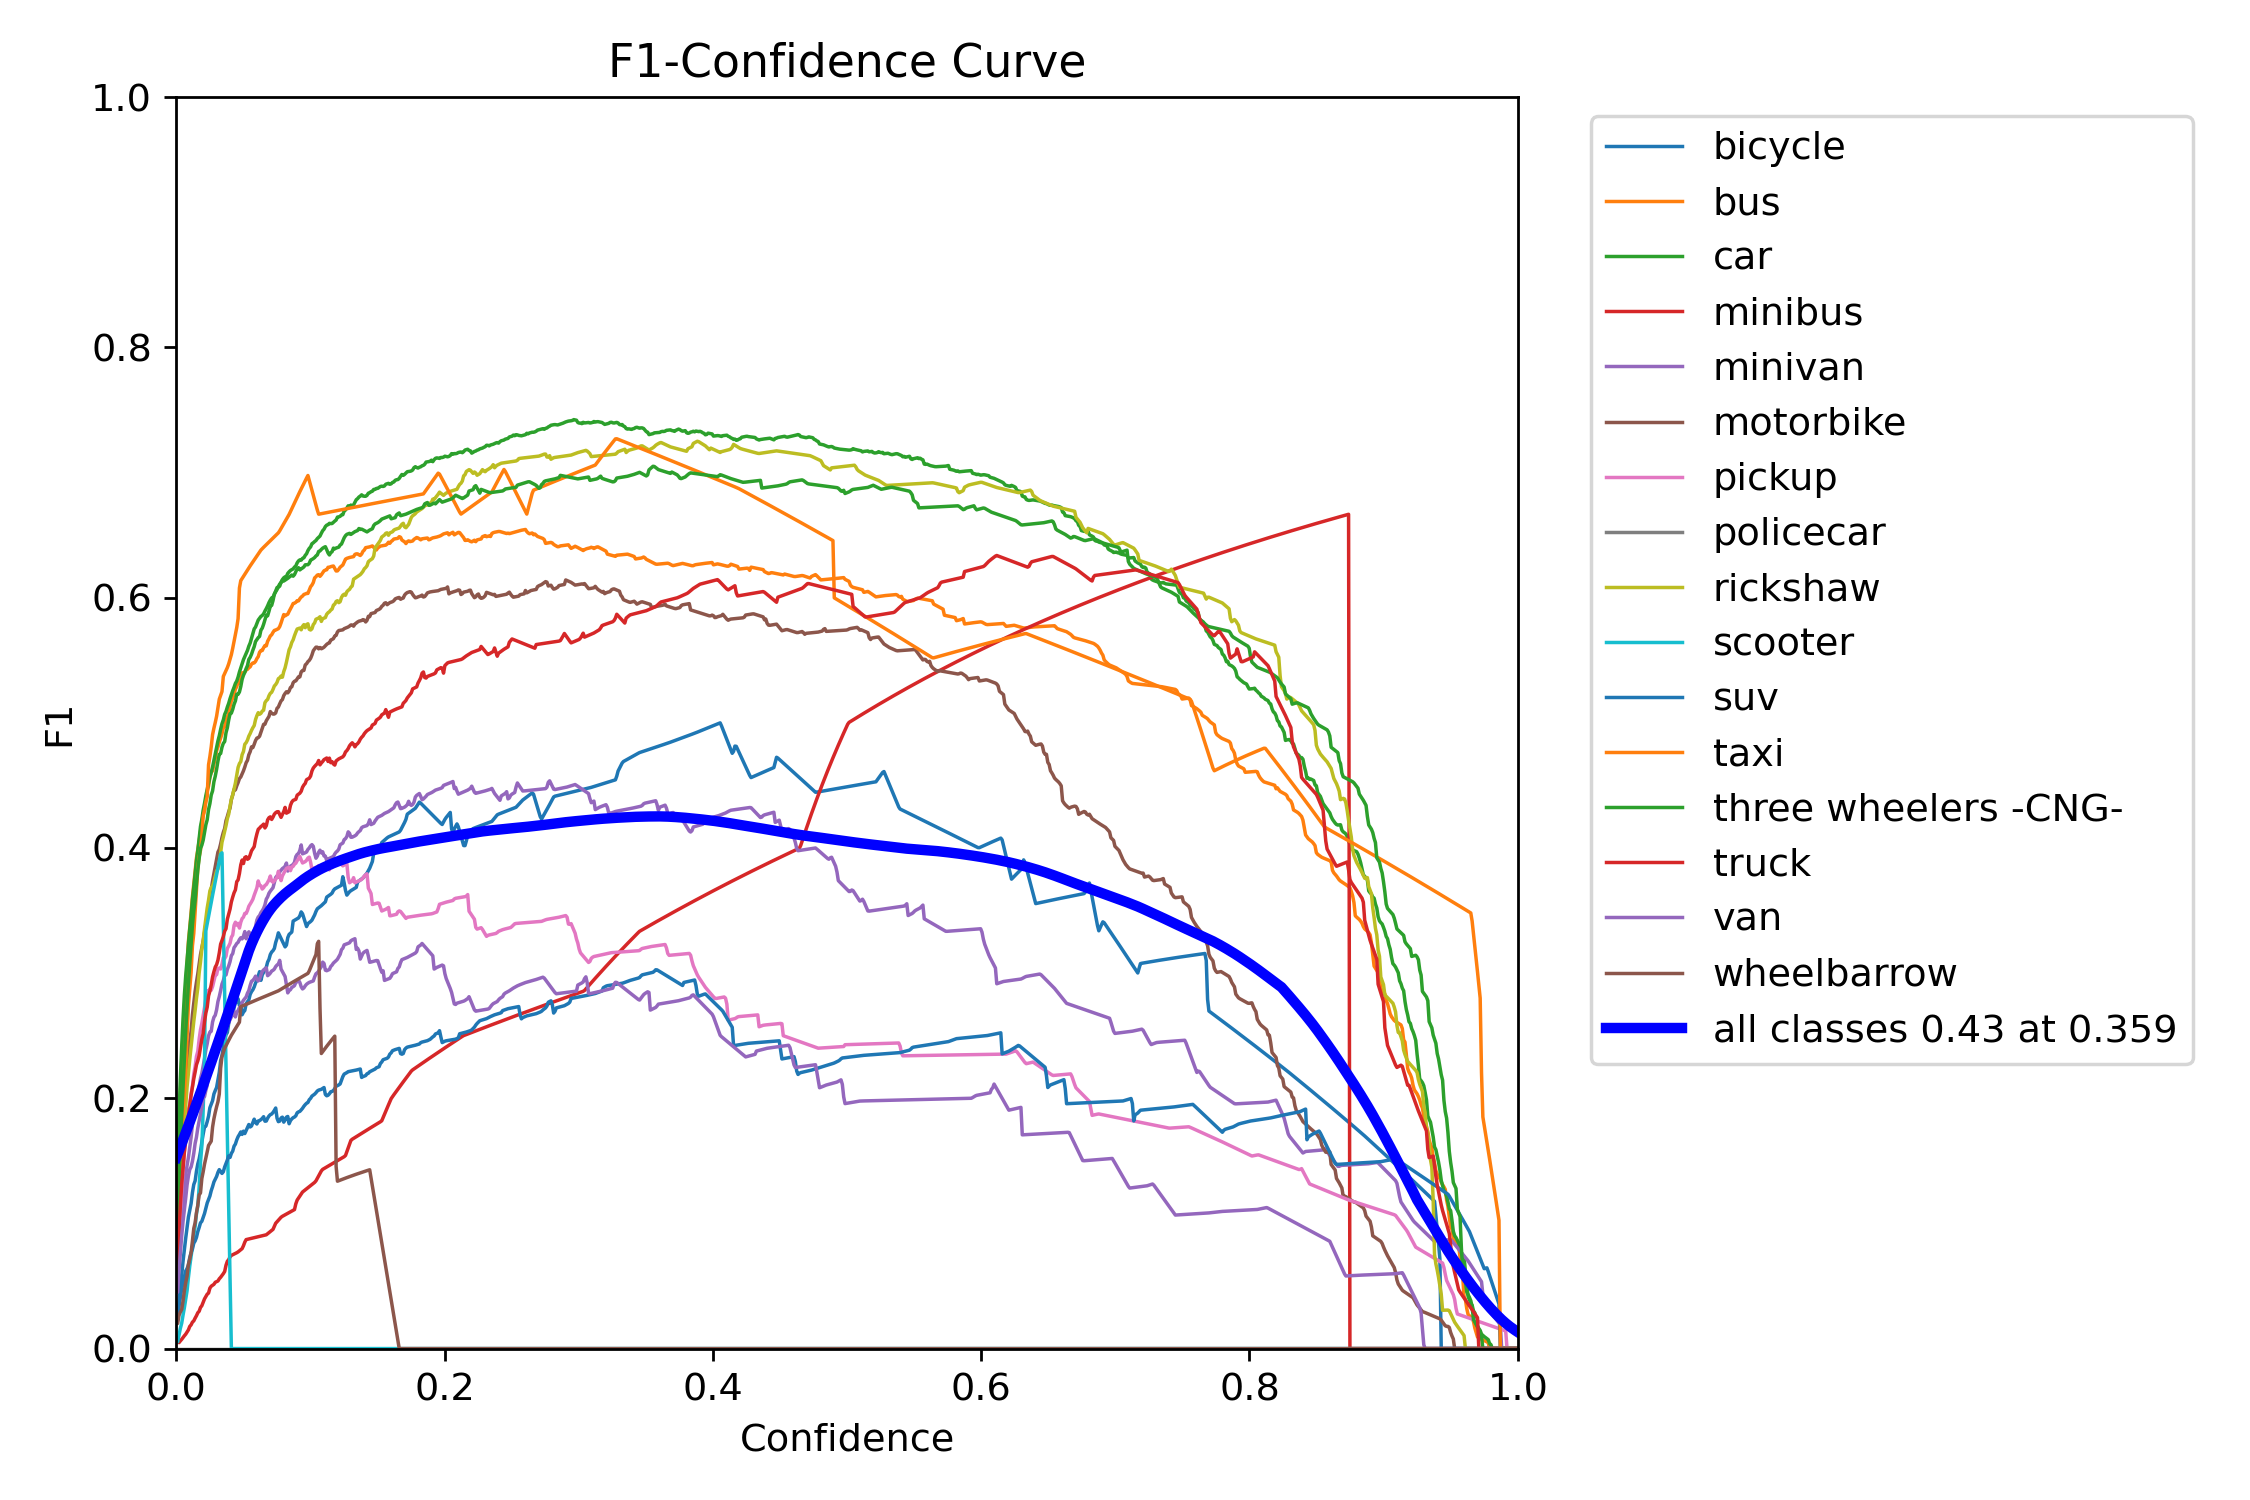 F1-Confidence Curve
1.0
0.8
0.6
0.4
0.2
0.0
F1
0.0 0.2 0.4 0.6 0.8 1.0
Confidence
bicycle
bus
car
minibus
minivan
motorbike
pickup
policecar
rickshaw
scooter
suv
taxi
three wheelers -CNG-
truck
van
wheelbarrow
all classes 0.43 at 0.359